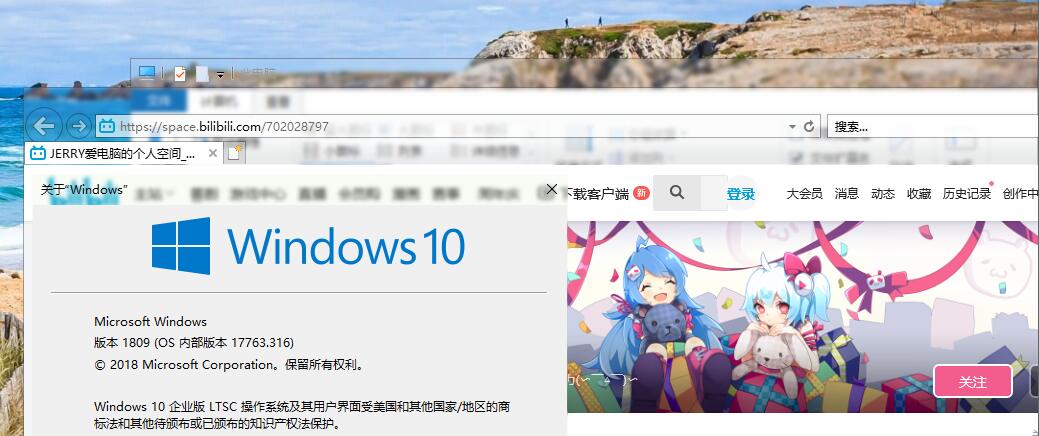 https://space.bilibili.com/702028797
搜索...
JERRY爱电脑的个人空间_...
关于“Windows”
下载客户端
新
登录
大会员 消息 动态 收藏 历史记录 创作中
Windows 10
Microsoft Windows
版本 1809 (OS 内部版本 17763.316)
© 2018 Microsoft Corporation。保留所有权利。
关注
Windows 10 企业版 LTSC 操作系统及其用户界面受美国和其他国家/地区的商
标法和其他待颁布或已颁布的知识产权法保护。